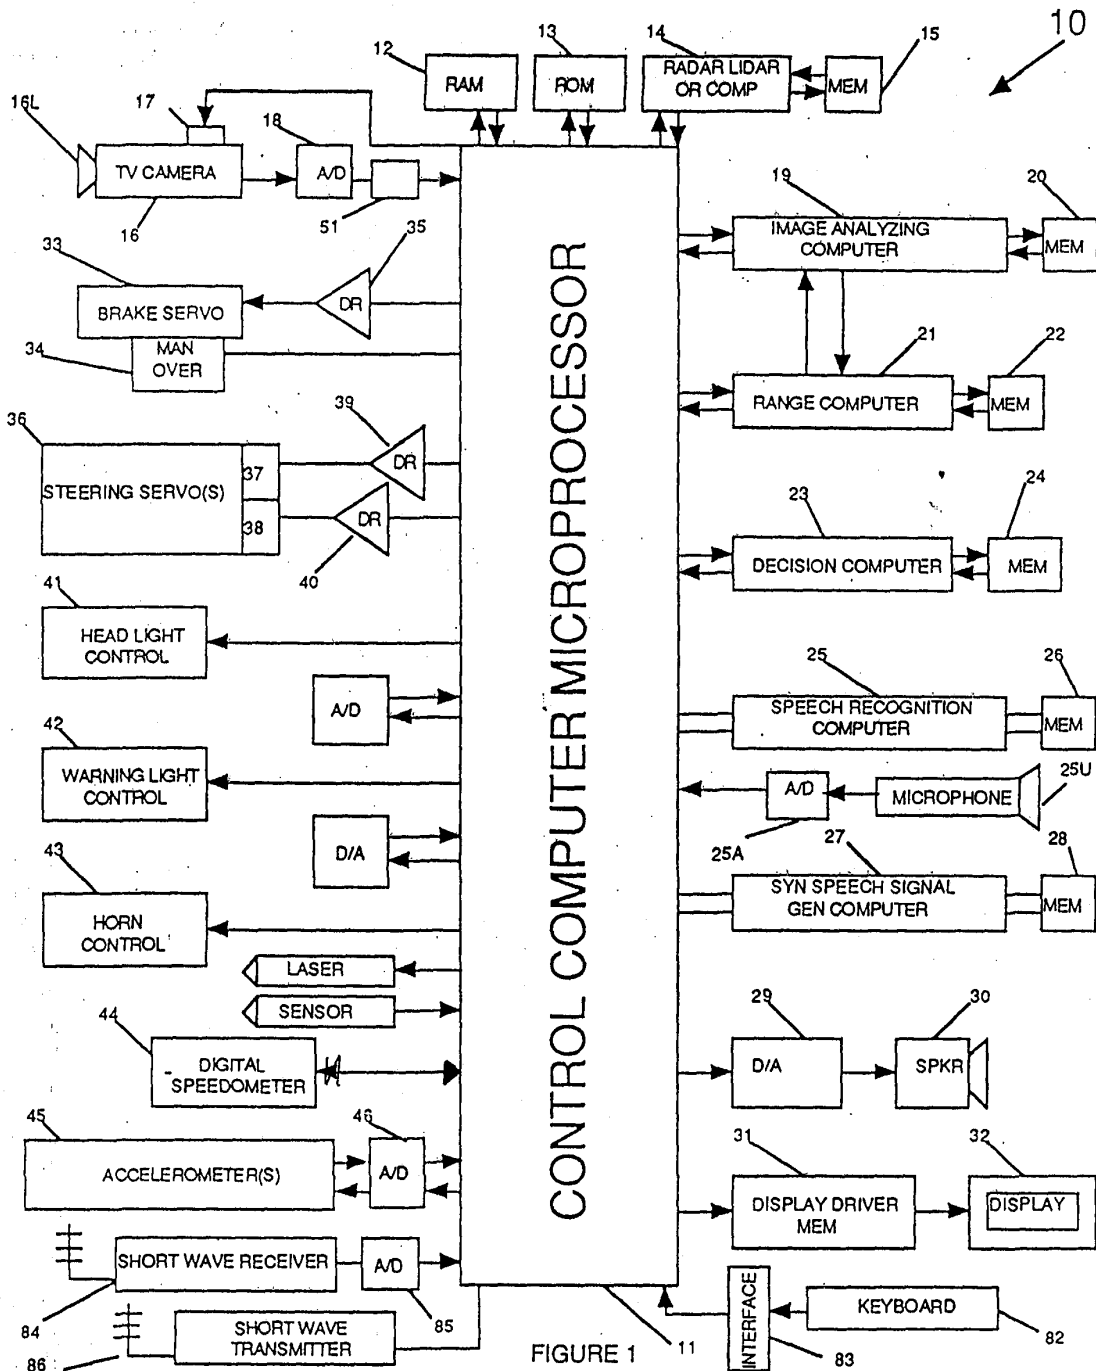 10
12
13
14
15
RAM
ROM
RADAR LIDAR
OR COMP
MEM
16L
17
18
TV CAMERA
A/D
16
51
19
20
IMAGE ANALYZING
COMPUTER
MEM
33
35
BRAKE SERVO
DR
MAN
OVER
34
21
22
RANGE COMPUTER
MEM
36
39
STEERING SERVO(S)
37
38
DR
DR
40
23
24
DECISION COMPUTER
MEM
CONTROL COMPUTER MICROPROCESSOR
41
HEAD LIGHT
CONTROL
A/D
25
26
SPEECH RECOGNITION
COMPUTER
MEM
42
WARNING LIGHT
CONTROL
A/D
MICROPHONE
25U
25A
D/A
43
HORN
CONTROL
27
28
SYN SPEECH SIGNAL
GEN COMPUTER
MEM
LASER
SENSOR
44
DIGITAL
SPEEDOMETER
29
30
D/A
SPKR
45
46
ACCELEROMETER(S)
A/D
31
32
DISPLAY DRIVER
MEM
DISPLAY
SHORT WAVE RECEIVER
A/D
84
85
SHORT WAVE
TRANSMITTER
86
11
INTERFACE
KEYBOARD
83
82
FIGURE 1